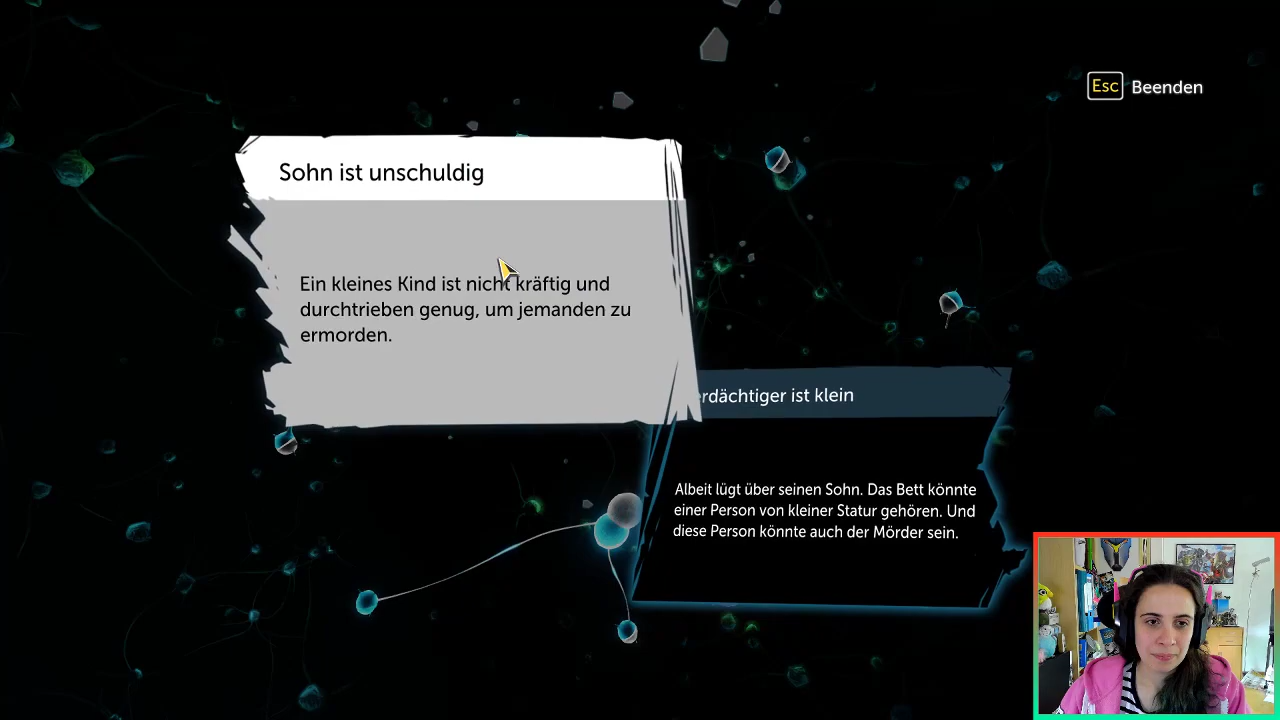 Esc Beenden
Sohn ist unschuldig
Ein kleines Kind ist nicht kräftig und
durchtrieben genug, um jemanden zu
ermorden.
rdächtiger ist klein
Albeit lügt über seinen Sohn. Das Bett könnte
einer Person von kleiner Statur gehören. Und
diese Person könnte auch der Mörder sein.